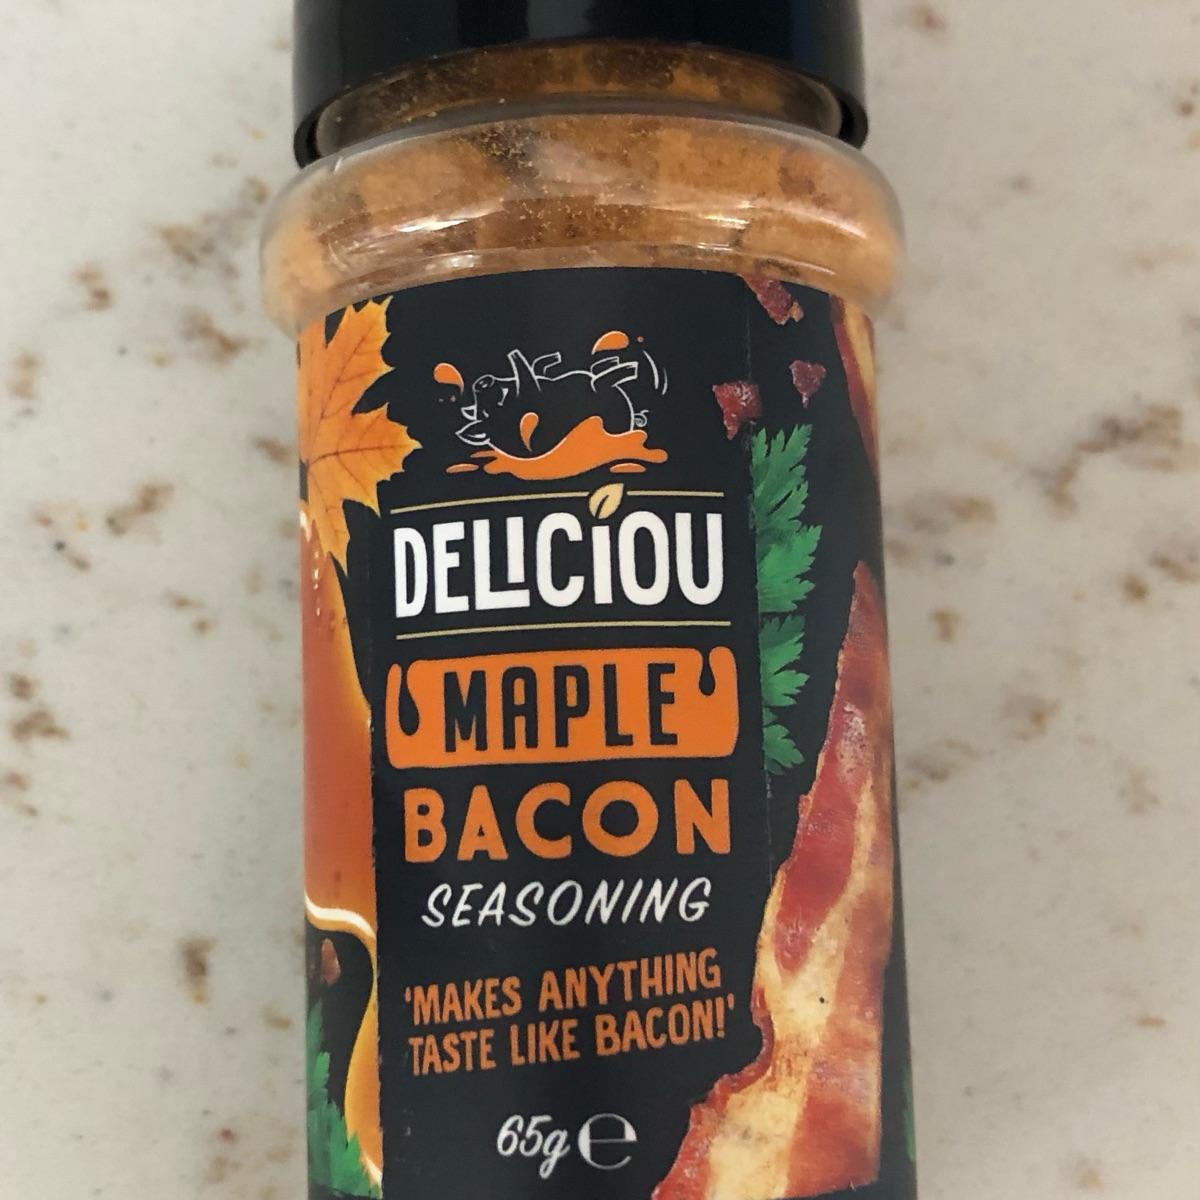 DELICIOU
MAPLE
BACON
SEASONING
'MAKES ANYTHING
TASTE LIKE BACON!'
65g ℮